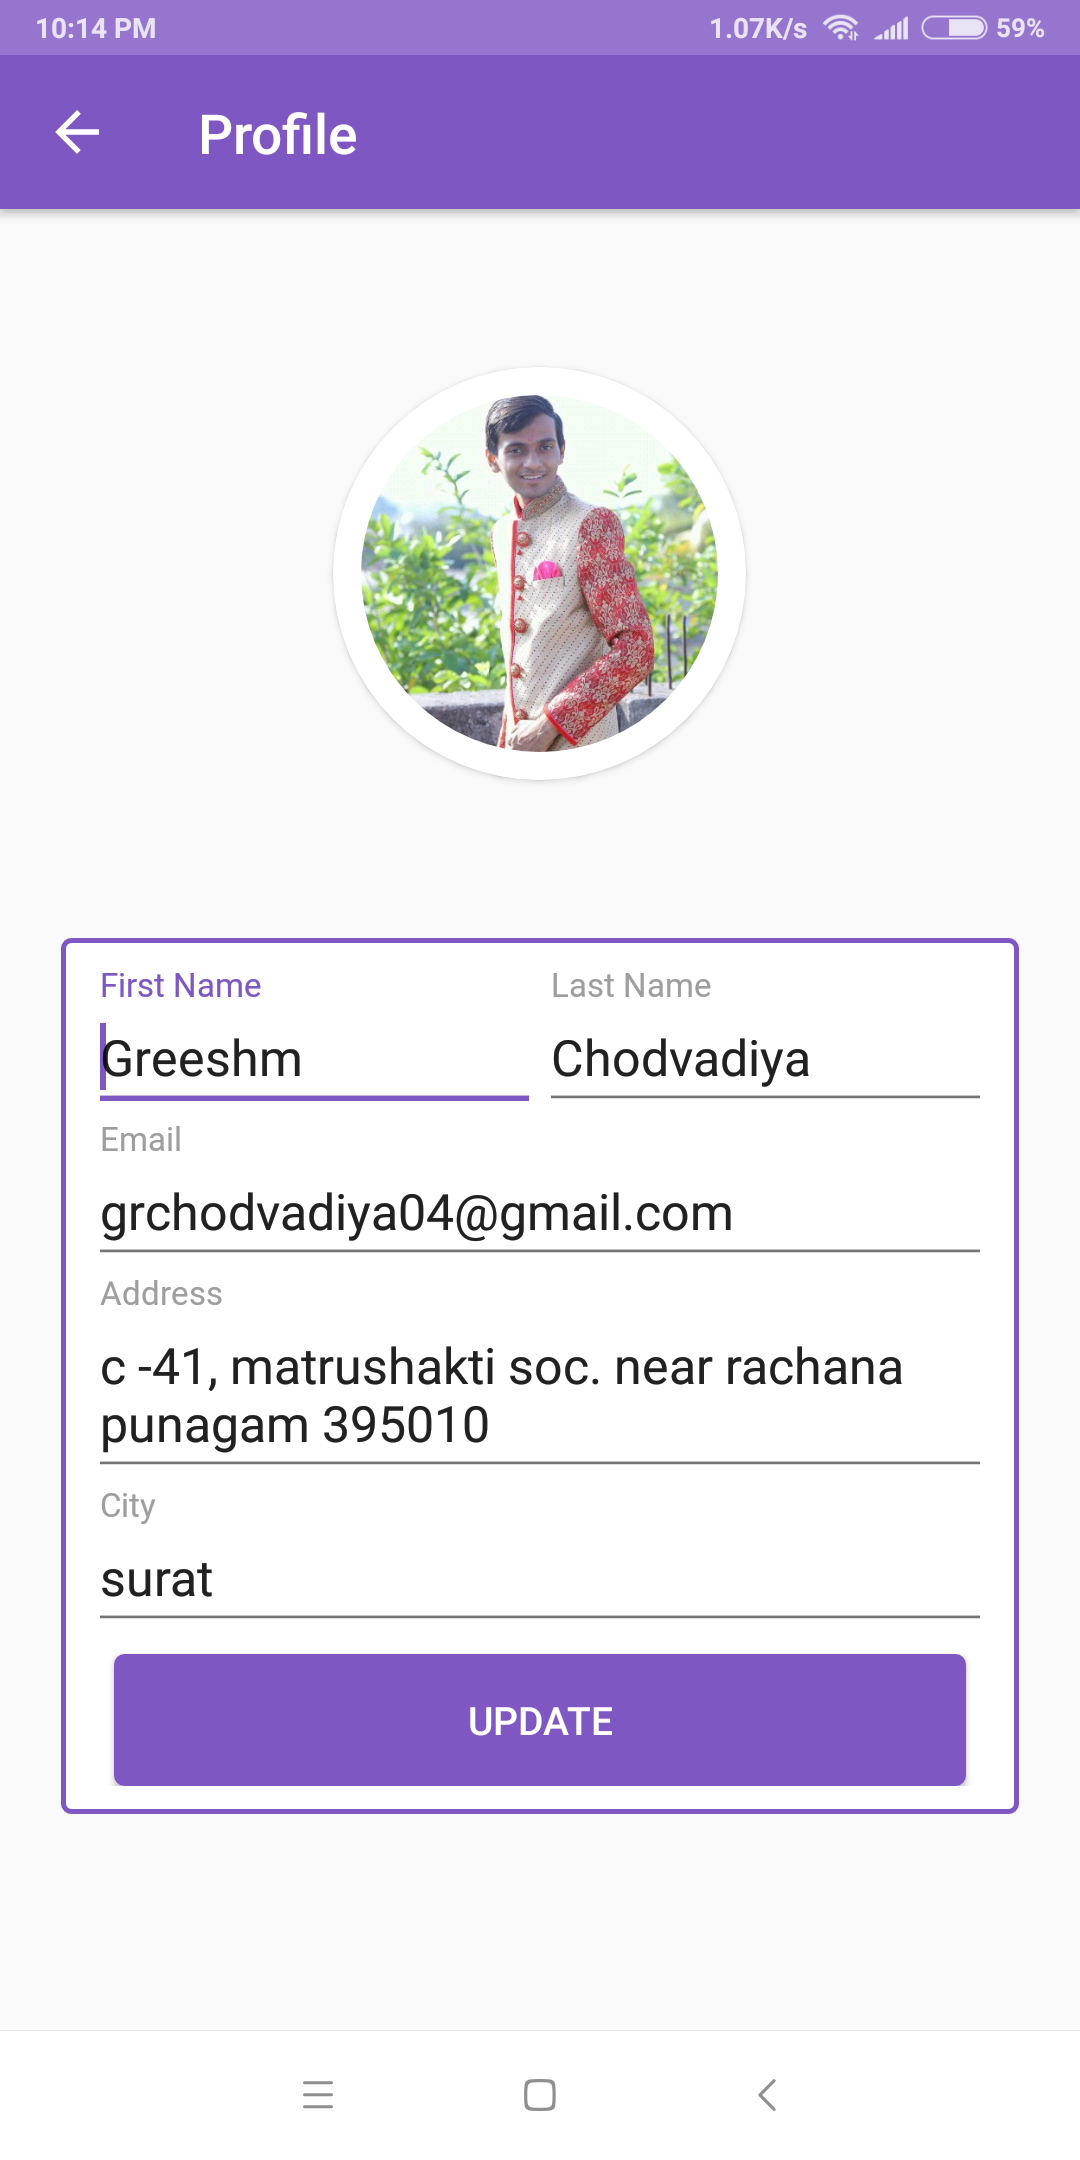 10:14 PM 1.07K/s 59%
Profile
First Name Last Name
Greeshm Chodvadiya
Email
grchodvadiya04@gmail.com
Address
c -41, matrushakti soc. near rachana
punagam 395010
City
surat
UPDATE